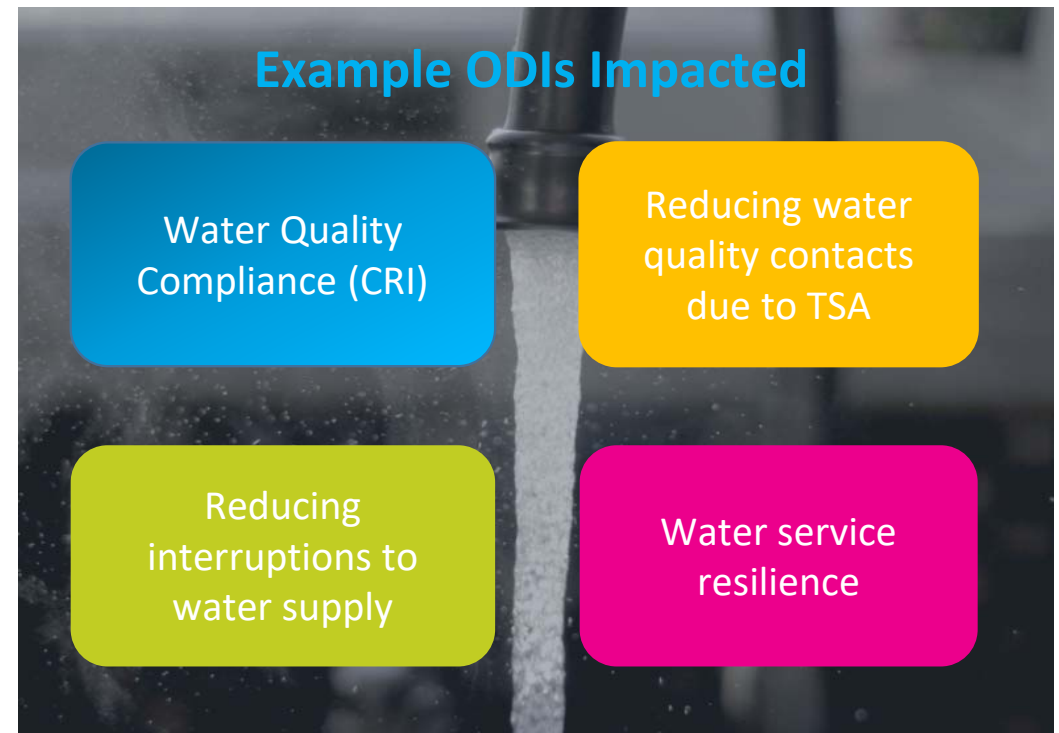 Example ODIs Impacted
Water Quality
Compliance (CRI)
Reducing water
quality contacts
due to TSA
Reducing
interruptions to
water supply
Water service
resilience